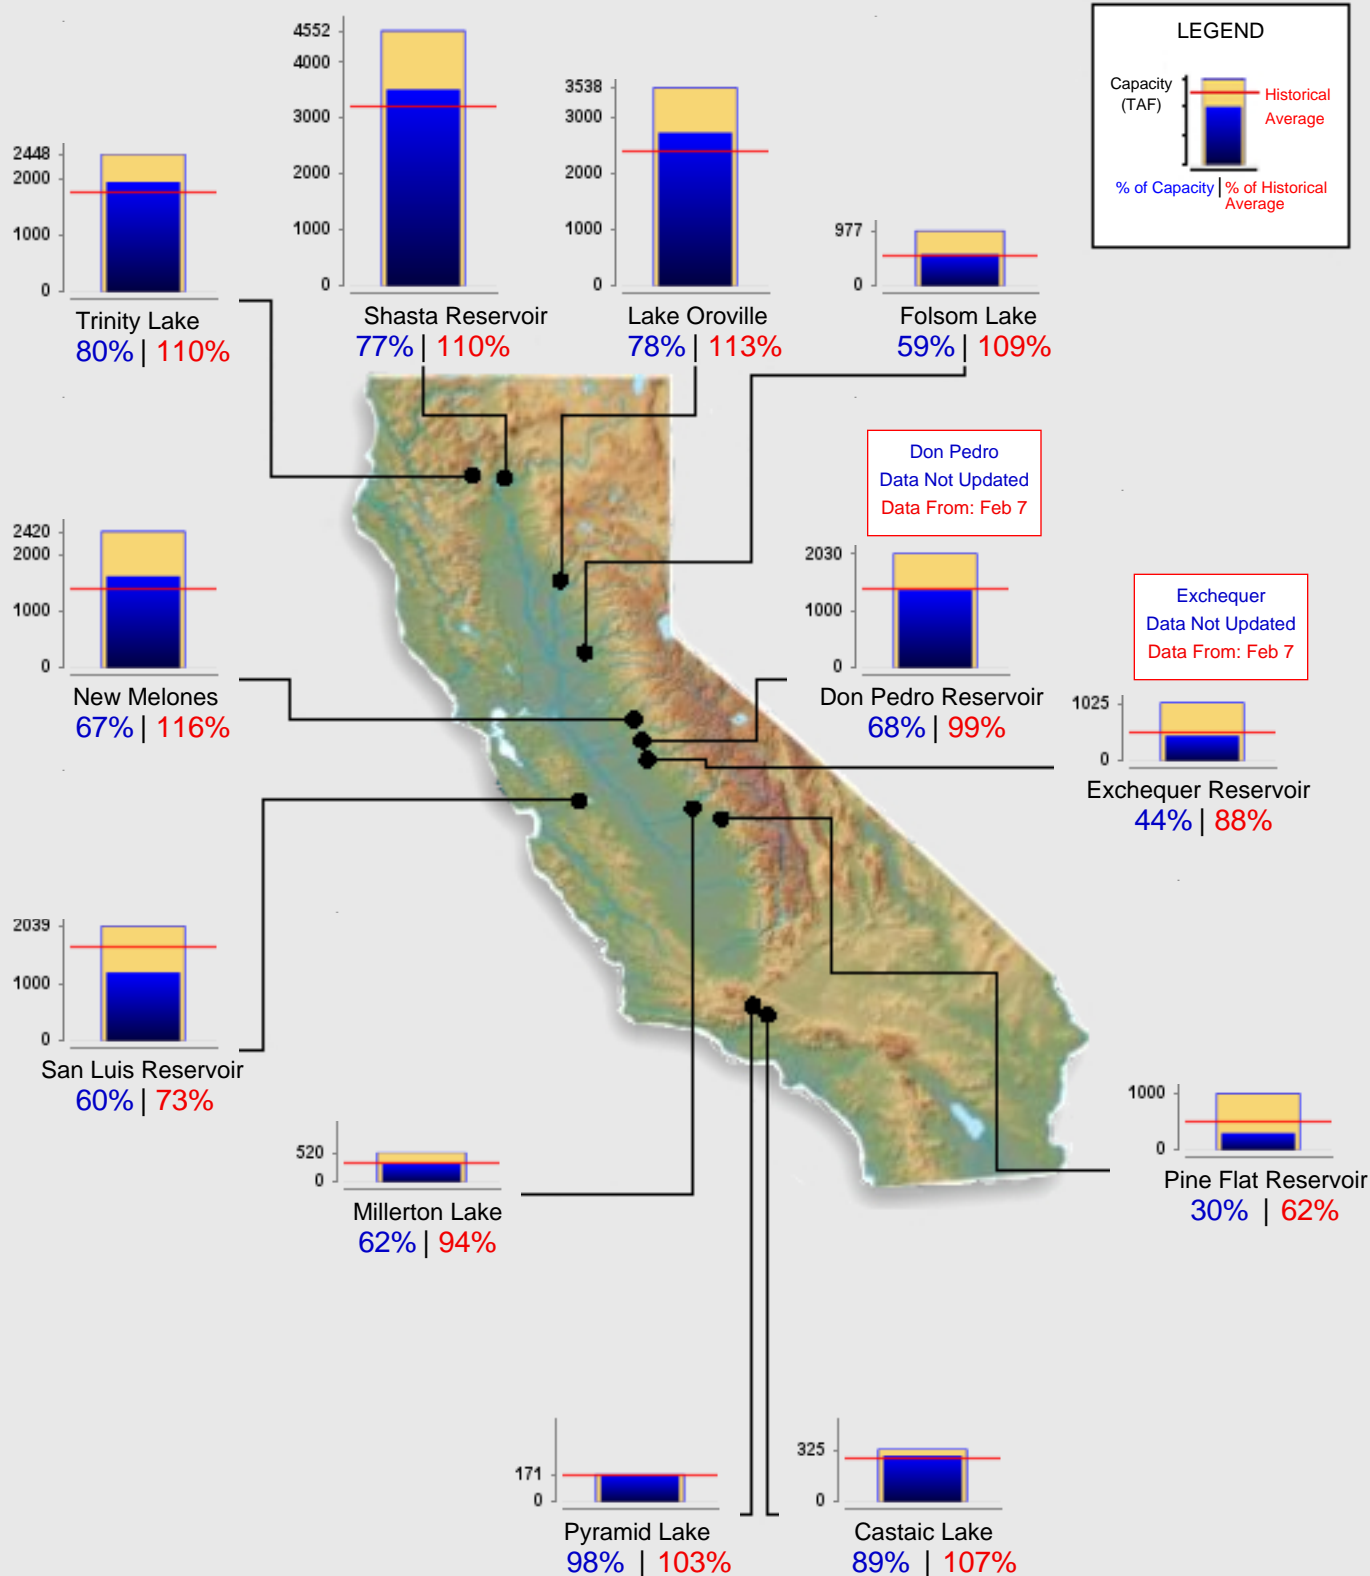 LEGEND
Capacity
(TAF)
Historical
Average
% of Capacity | % of Historical
Average
4552
4000
3000
2000
1000
0
Shasta Reservoir
77% | 110%
3538
3000
2000
1000
0
Lake Oroville
78% | 113%
2448
2000
1000
0
Trinity Lake
80% | 110%
977
0
Folsom Lake
59% | 109%
Don Pedro
Data Not Updated
Data From: Feb 7
2030
1000
0
Don Pedro Reservoir
68% | 99%
2420
2000
1000
0
New Melones
67% | 116%
Exchequer
Data Not Updated
Data From: Feb 7
1025
0
Exchequer Reservoir
44% | 88%
2039
1000
0
San Luis Reservoir
60% | 73%
520
0
Millerton Lake
62% | 94%
1000
0
Pine Flat Reservoir
30% | 62%
171
0
Pyramid Lake
98% | 103%
325
0
Castaic Lake
89% | 107%